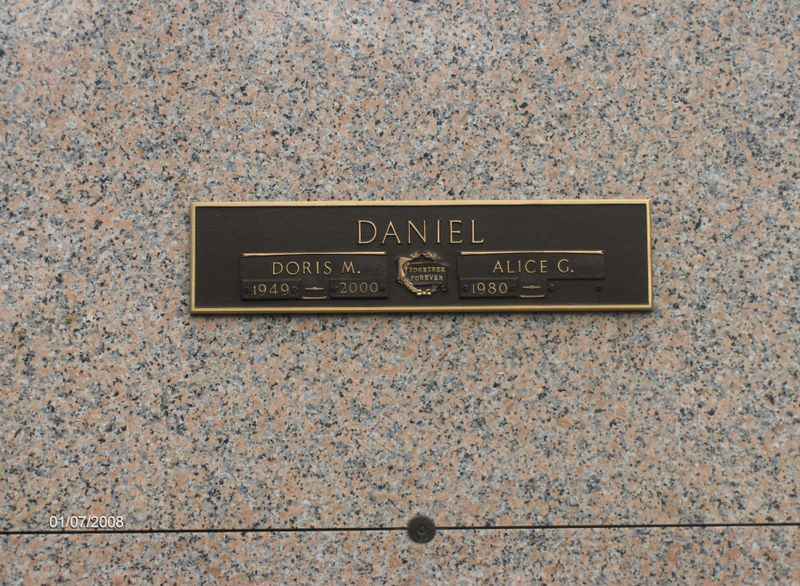 DANIEL
DORIS M.
1949 2000
TOGETHER
FOREVER
ALICE G.
1980
01/07/2008